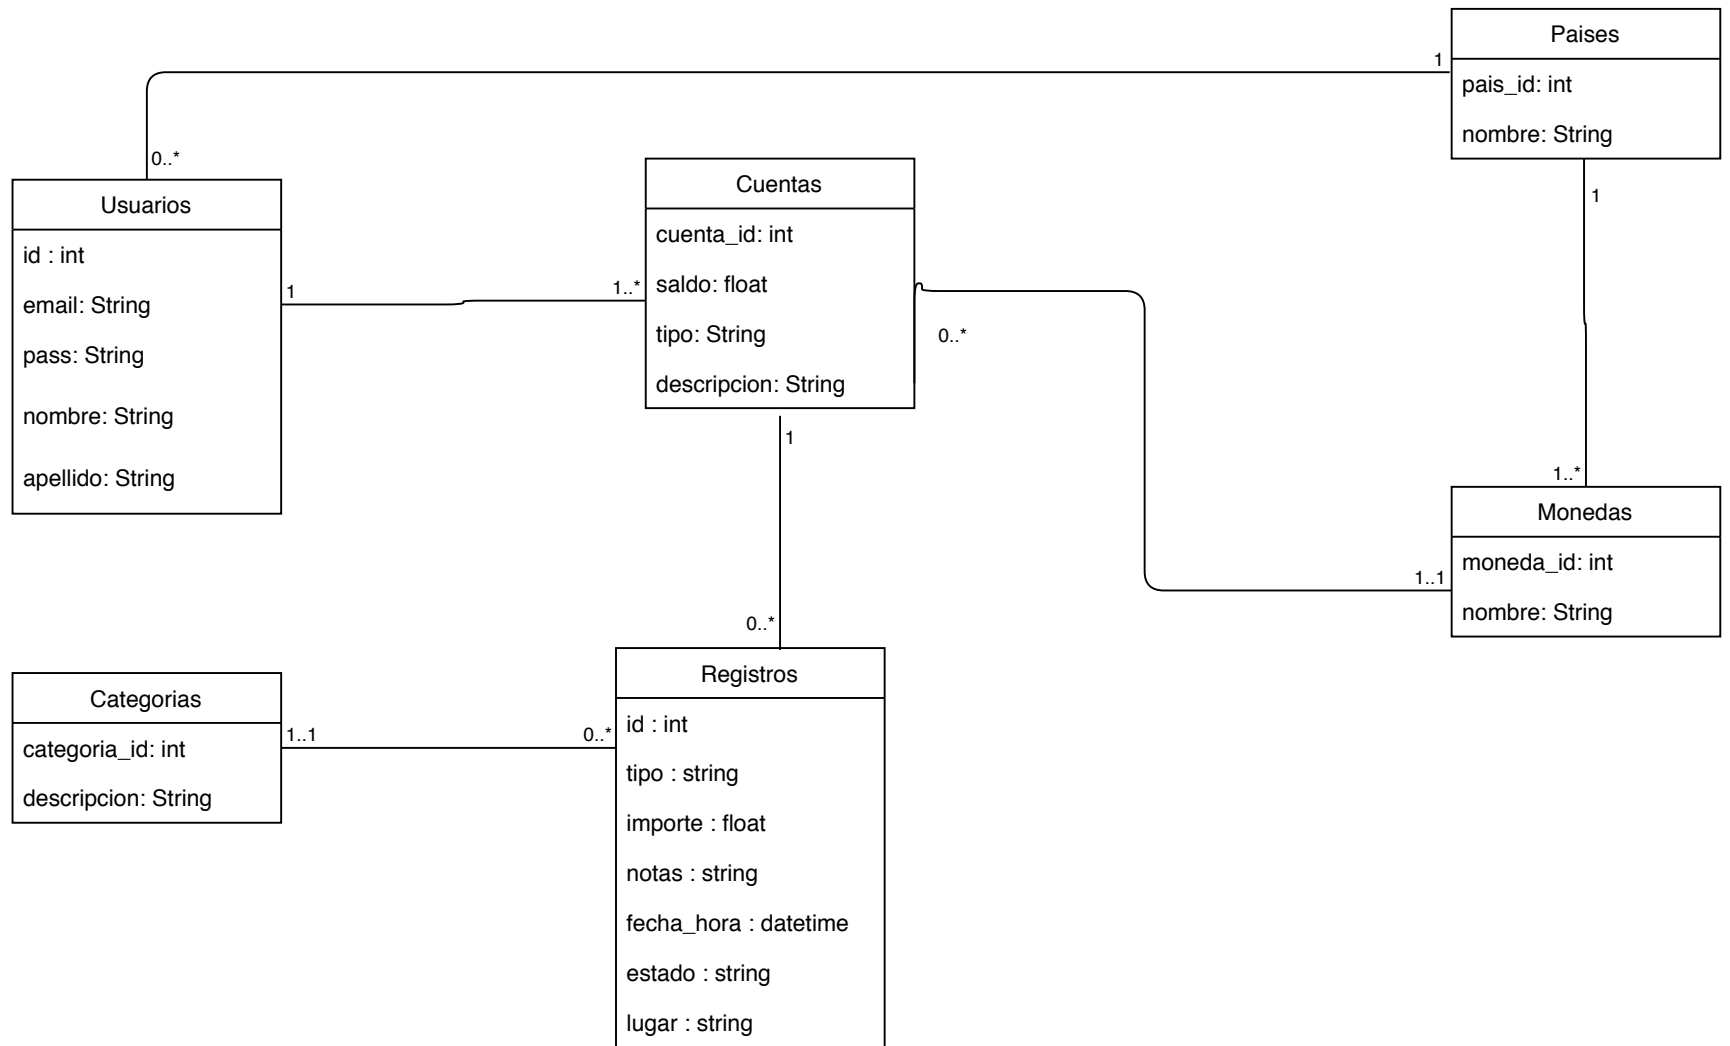 Paises
1
pais_id: int
nombre: String
1
0..*
Usuarios
id : int
email: String
pass: String
nombre: String
apellido: String
1
1..*
Cuentas
cuenta_id: int
saldo: float
tipo: String
descripcion: String
0..*
1
0..*
1..*
Monedas
1..1
moneda_id: int
nombre: String
Categorias
categoria_id: int
descripcion: String
1..1
0..*
Registros
id : int
tipo : string
importe : float
notas : string
fecha_hora : datetime
estado : string
lugar : string